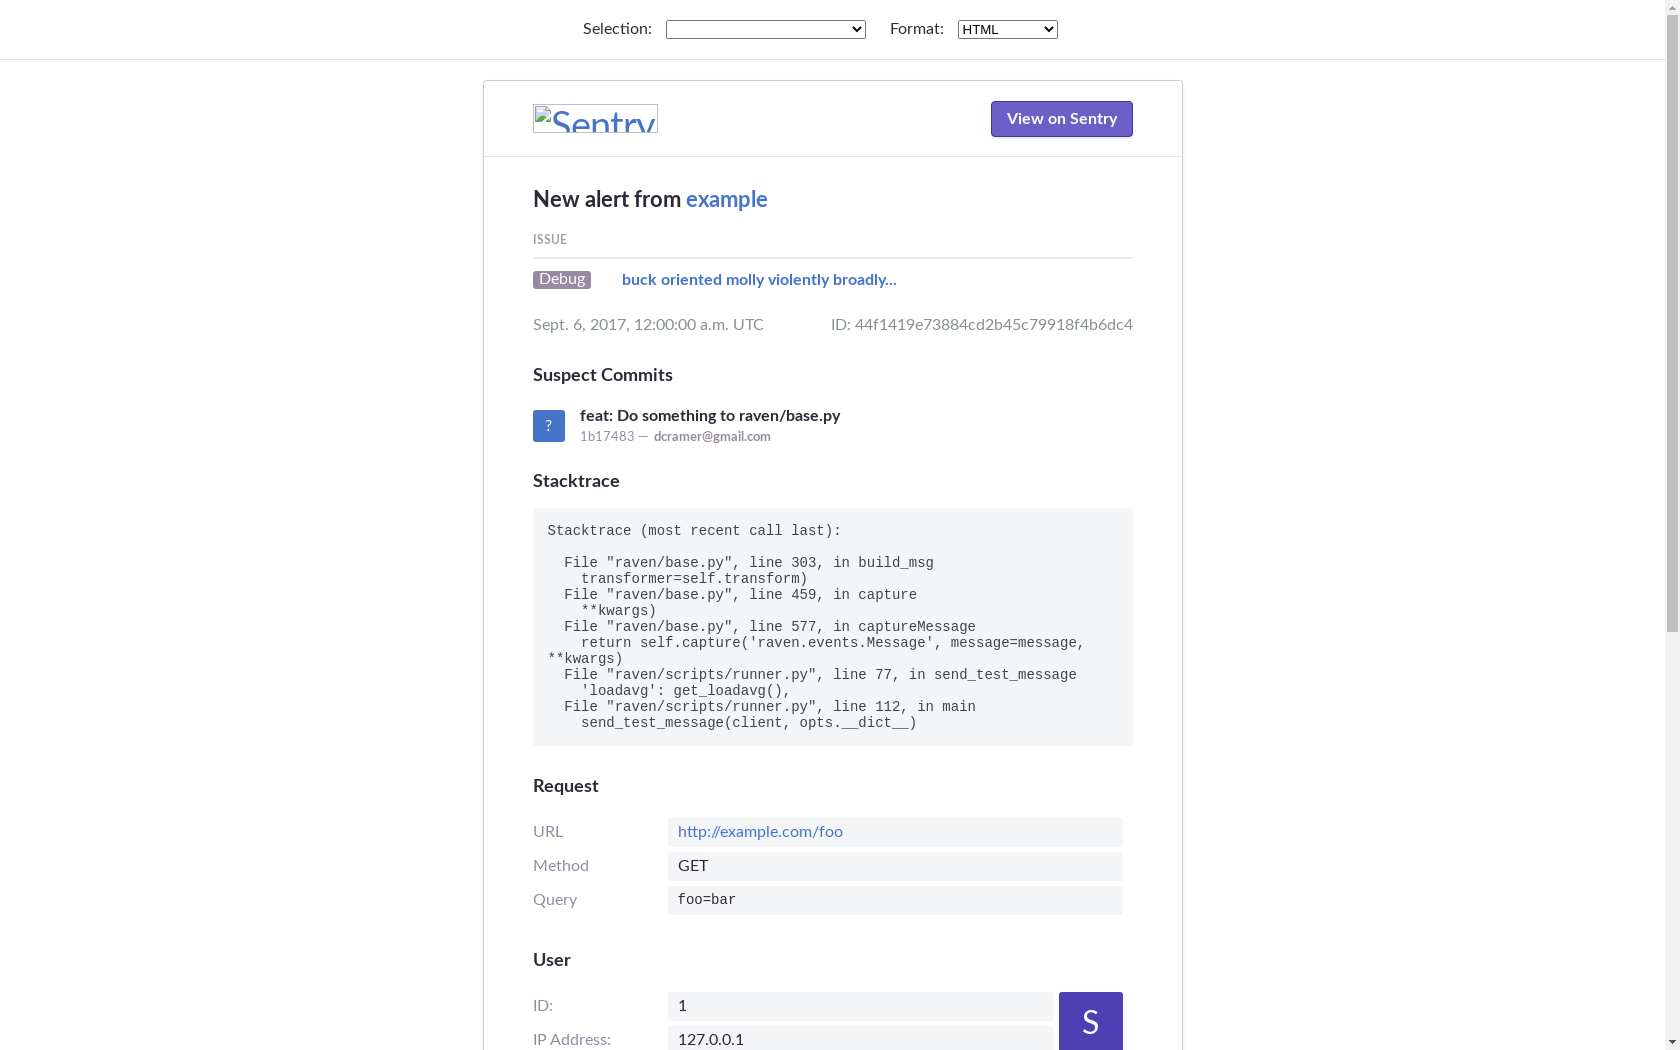 Selection: Format: HTML
Sentry View on Sentry
New alert from example
ISSUE
Debug buck oriented molly violently broadly...
Sept. 6, 2017, 12:00:00 a.m. UTC ID: 44f1419e73884cd2b45c79918f4b6dc4
Suspect Commits
? feat: Do something to raven/base.py
1b17483 — dcramer@gmail.com
Stacktrace
Stacktrace (most recent call last):
File "raven/base.py", line 303, in build_msg
transformer=self.transform)
File "raven/base.py", line 459, in capture
**kwargs)
File "raven/base.py", line 577, in captureMessage
return self.capture('raven.events.Message', message=message,
**kwargs)
File "raven/scripts/runner.py", line 77, in send_test_message
'loadavg': get_loadavg(),
File "raven/scripts/runner.py", line 112, in main
send_test_message(client, opts.__dict__)
Request
URL http://example.com/foo
Method GET
Query foo=bar
User
ID: 1
S
IP Address: 127.0.0.1